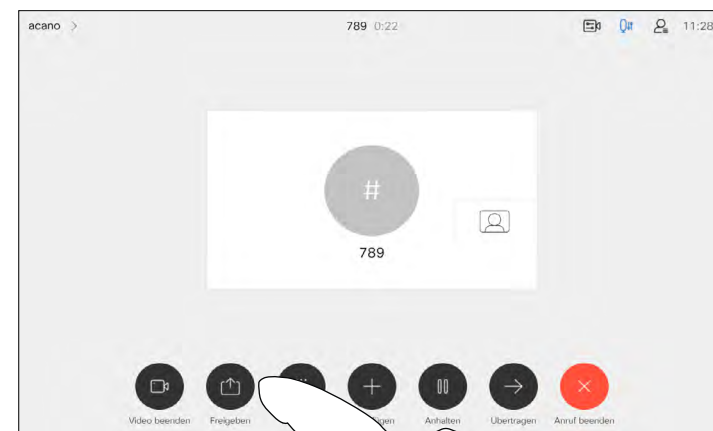 acano >
789 0:22
11:28
#
789
Video beenden Freigeben Anhalten Übertragen Anruf beenden